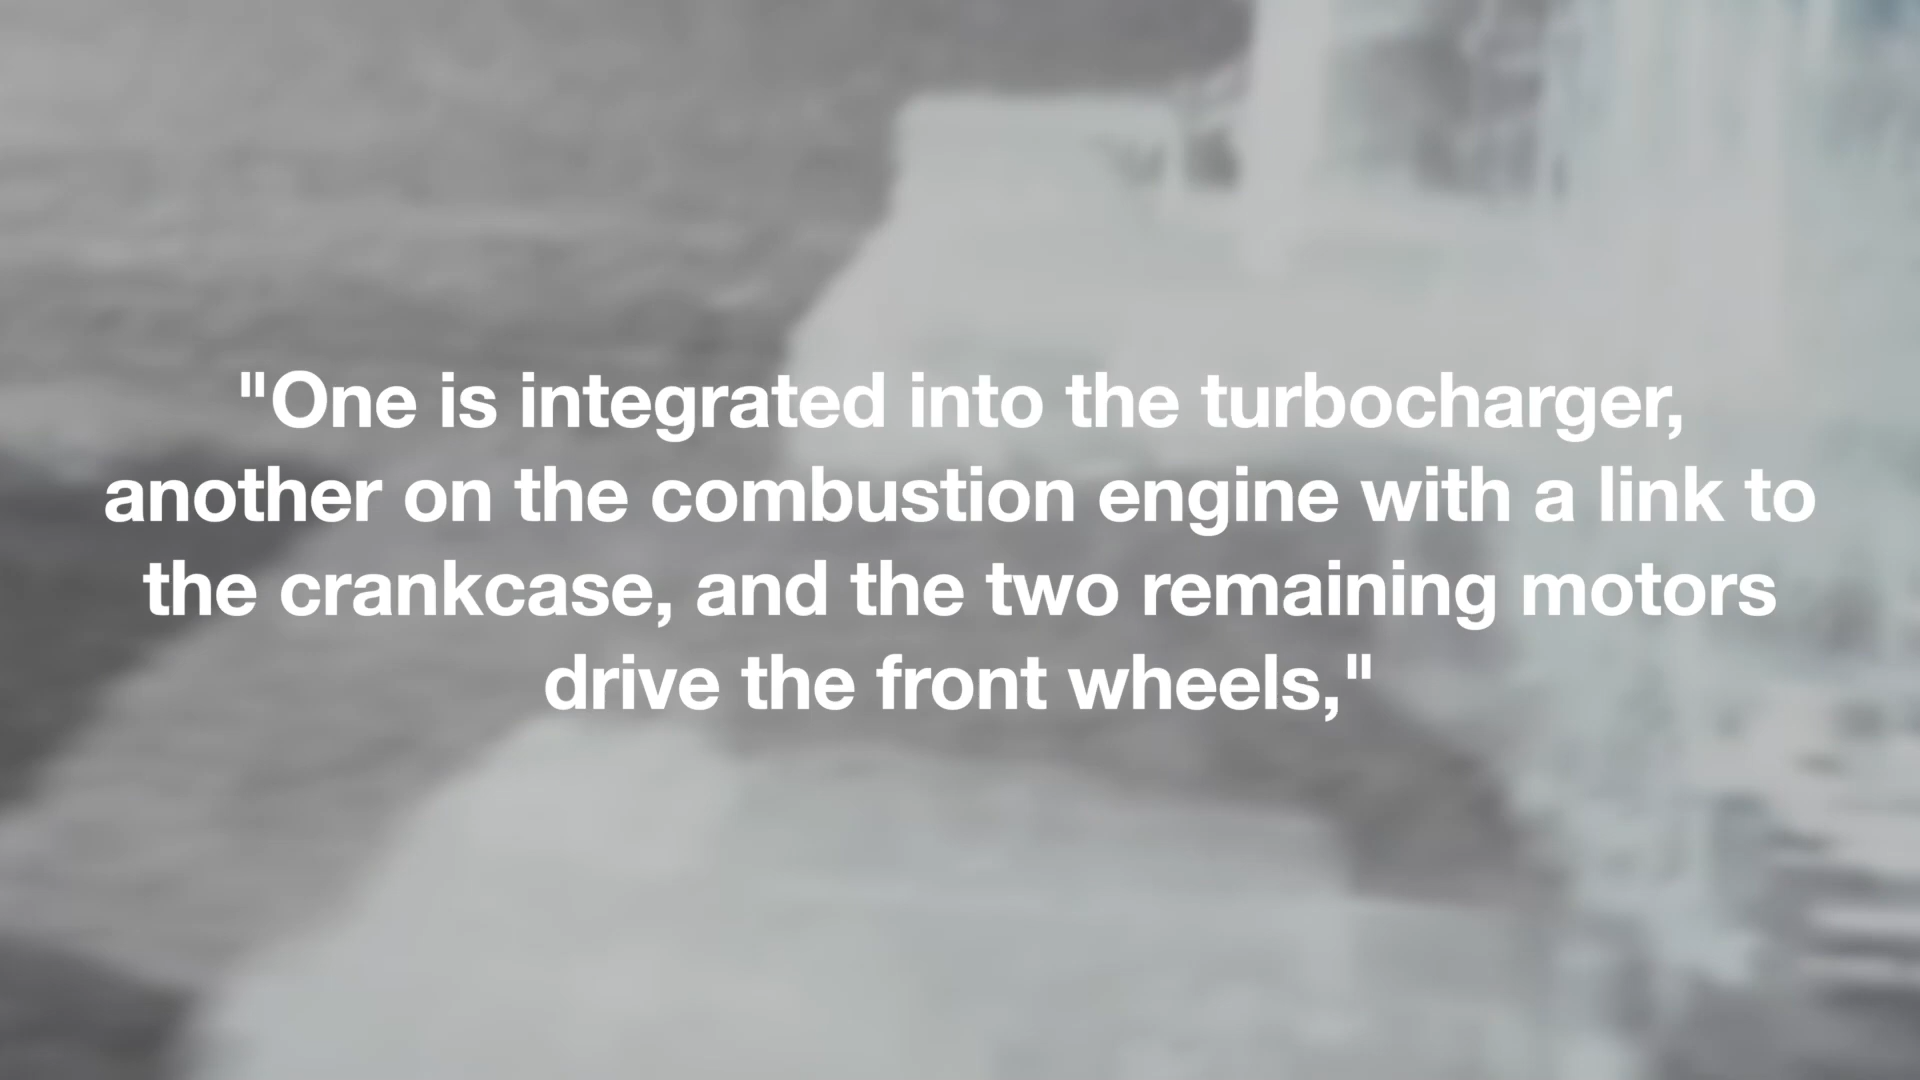 "One is integrated into the turbocharger,
another on the combustion engine with a link to
the crankcase, and the two remaining motors
drive the front wheels,"